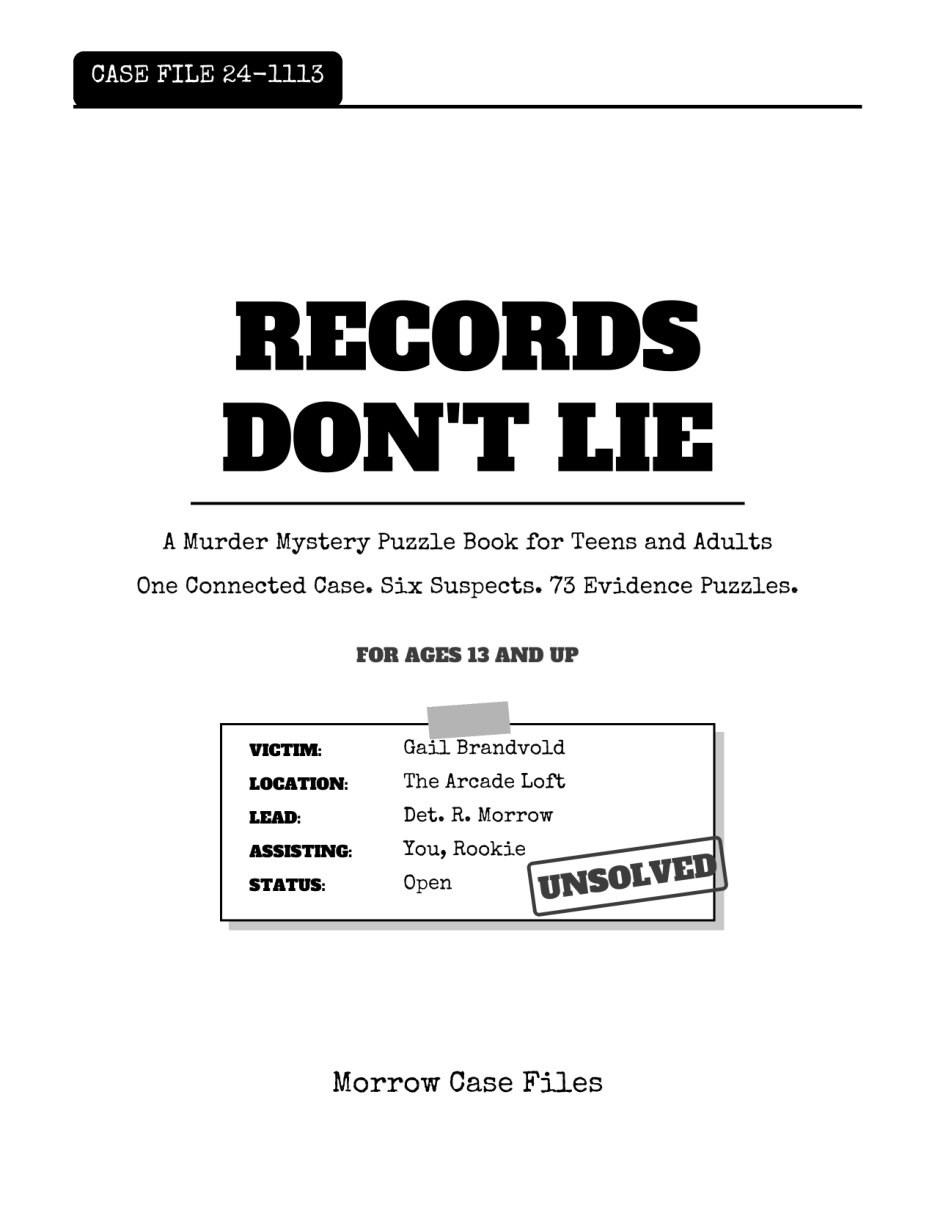 CASE FILE 24-1113
RECORDS
DON'T LIE
A Murder Mystery Puzzle Book for Teens and Adults
One Connected Case. Six Suspects. 73 Evidence Puzzles.
FOR AGES 13 AND UP
VICTIM: Gail Brandvold
LOCATION: The Arcade Loft
LEAD: Det. R. Morrow
ASSISTING: You, Rookie
STATUS: Open
UNSOLVED
Morrow Case Files